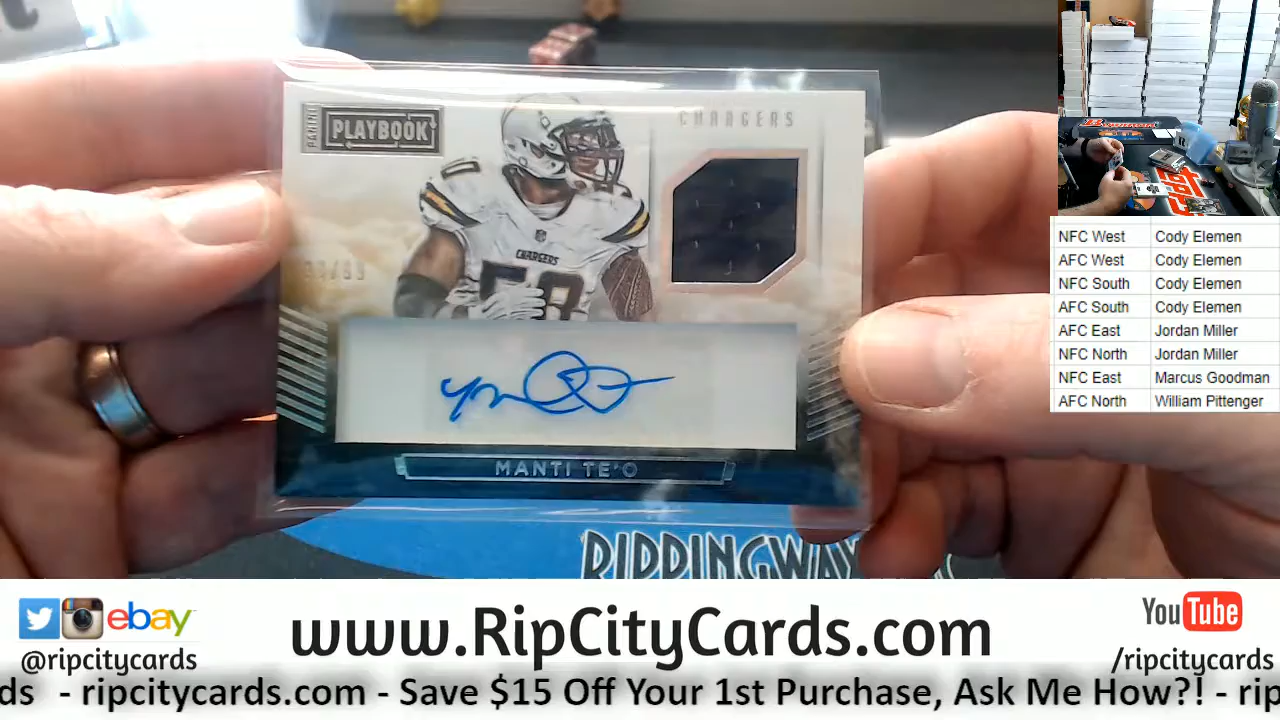 PANINI
PLAYBOOK
CHARGERS
CHARGERS
50
MANTI TE'O
RIPPINGWAX
NFC West Cody Elemen
AFC West Cody Elemen
NFC South Cody Elemen
AFC South Cody Elemen
AFC East Jordan Miller
NFC North Jordan Miller
NFC East Marcus Goodman
AFC North William Pittenger
ebay
@ripcitycards
www.RipCityCards.com
YouTube
/ripcitycards
ds - ripcitycards.com - Save $15 Off Your 1st Purchase, Ask Me How?! - rip